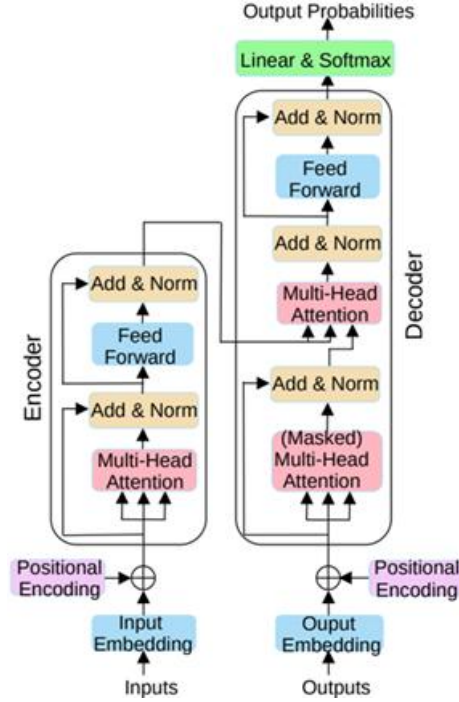 Output Probabilities
Linear & Softmax
Add & Norm
Feed
Forward
Add & Norm
Multi-Head
Attention
Add & Norm
(Masked)
Multi-Head
Attention
Decoder
Encoder
Add & Norm
Feed
Forward
Add & Norm
Multi-Head
Attention
Positional
Encoding
Input
Embedding
Inputs
Positional
Encoding
Ouput
Embedding
Outputs